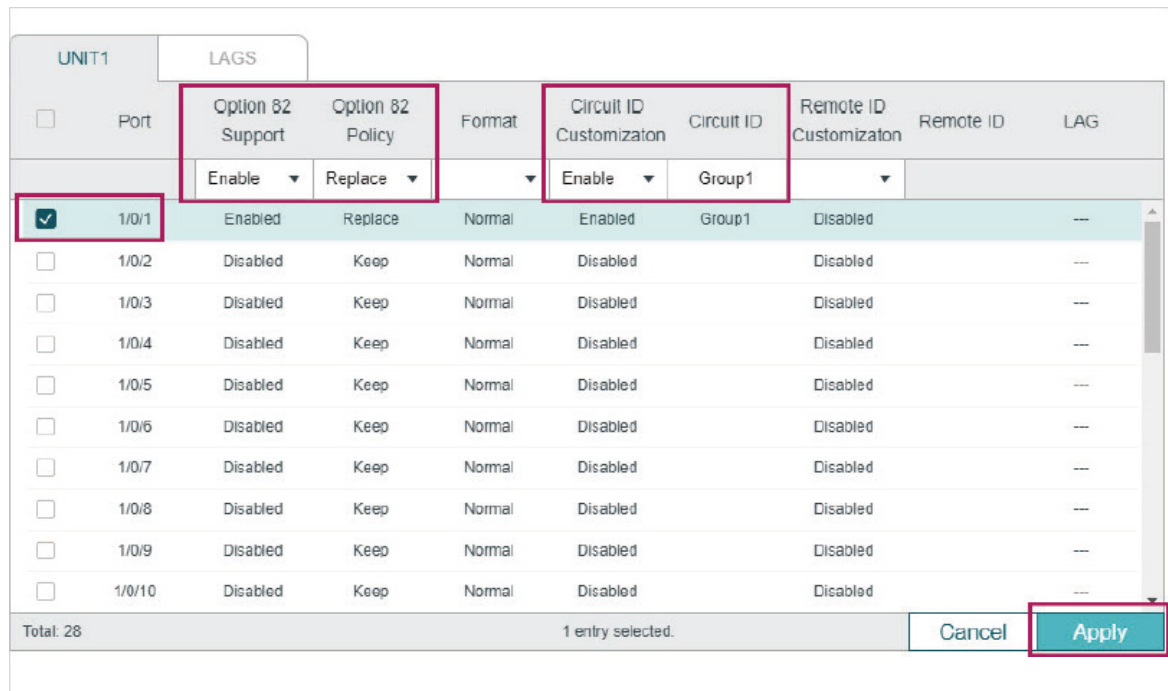 UNIT1 LAGS
Port Option 82 Support Option 82 Policy Format Circuit ID Customizaton Circuit ID Remote ID Customizaton Remote ID LAG
Enable Replace Enable Group1
1/0/1 Enabled Replace Normal Enabled Group1 Disabled ---
1/0/2 Disabled Keep Normal Disabled Disabled ---
1/0/3 Disabled Keep Normal Disabled Disabled ---
1/0/4 Disabled Keep Normal Disabled Disabled ---
1/0/5 Disabled Keep Normal Disabled Disabled ---
1/0/6 Disabled Keep Normal Disabled Disabled ---
1/0/7 Disabled Keep Normal Disabled Disabled ---
1/0/8 Disabled Keep Normal Disabled Disabled ---
1/0/9 Disabled Keep Normal Disabled Disabled ---
1/0/10 Disabled Keep Normal Disabled Disabled ---
Total: 28 1 entry selected. Cancel Apply